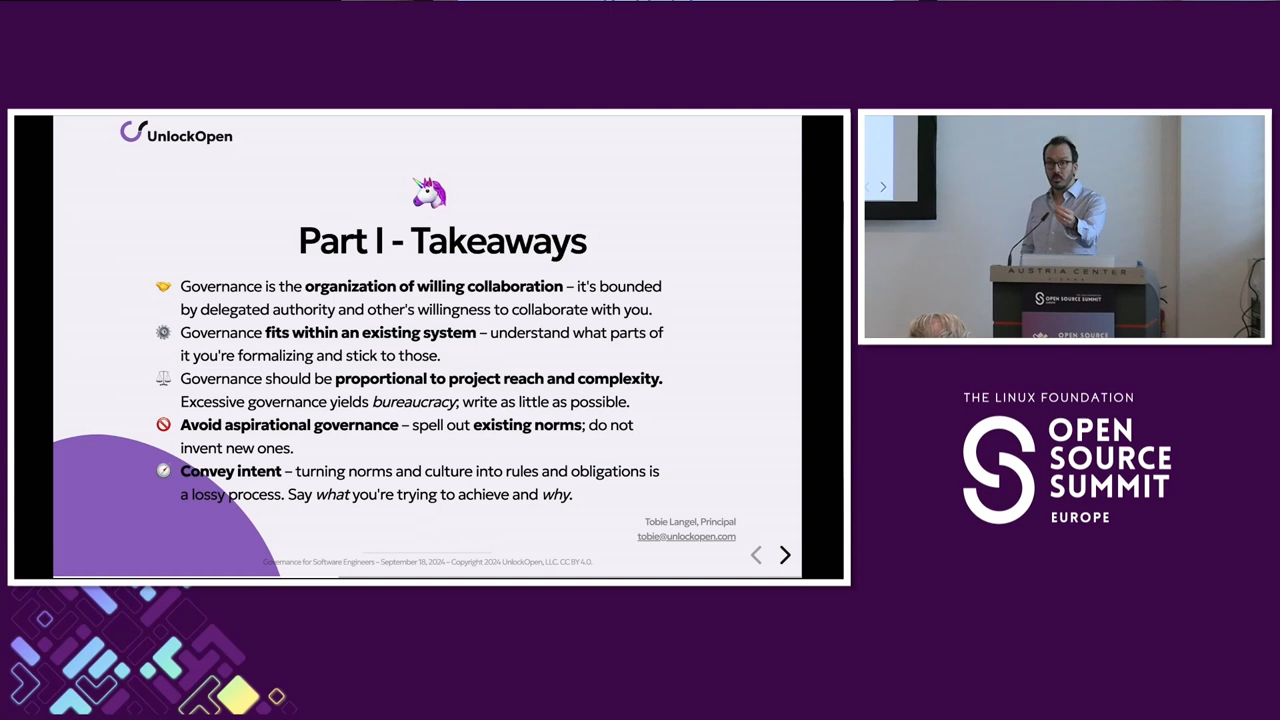 UnlockOpen
Part I - Takeaways
Governance is the organization of willing collaboration – it's bounded
by delegated authority and other's willingness to collaborate with you.
Governance fits within an existing system – understand what parts of
it you're formalizing and stick to those.
Governance should be proportional to project reach and complexity.
Excessive governance yields bureaucracy; write as little as possible.
Avoid aspirational governance – spell out existing norms; do not
invent new ones.
Convey intent – turning norms and culture into rules and obligations is
a lossy process. Say what you're trying to achieve and why.
Tobie Langel, Principal
tobie@unlockopen.com
Governance for Software Engineers – September 18, 2024 – Copyright 2024 UnlockOpen, LLC. CC BY 4.0.
AUSTRIA CENTER
OPEN SOURCE SUMMIT
OPEN SOURCE
THE LINUX FOUNDATION
OPEN
SOURCE
SUMMIT
EUROPE